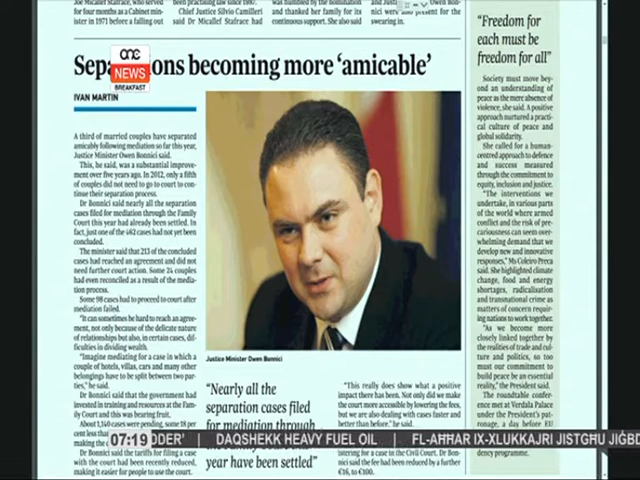 Joe Micallef Stafrace, who served
for four months as a Cabinet min-
ister in 1971 before a falling out
been practising law since 1997.
Chief Justice Silvio Camilleri
said Dr Micallef Stafrace had
was humbled by the nomination
and thanked her family for its
continuous support. She also said
nici were also present for the
swearing in.
one
NEWS
BREAKFAST
becoming more ‘amicable’
IVAN MARTIN
A third of married couples have separated
amicably following mediation so far this year,
Justice Minister Owen Bonnici said.
This, he said, was a substantial improve-
ment over five years ago. In 2012, only a fifth
of couples did not need to go to court to con-
tinue their separation process.
Dr Bonnici said nearly all the separation
cases filed for mediation through the Family
Court this year had already been settled. In
fact, just one of the 462 cases had not yet been
concluded.
The minister said that 213 of the concluded
cases had reached an agreement and did not
need further court action. Some 24 couples
had even reconciled as a result of the media-
tion process.
Some 98 cases had to proceed to court after
mediation failed.
“It can sometimes be hard to reach an agree-
ment, not only because of the delicate nature
of relationships but also, in certain cases, dif-
ficulties in dividing wealth.
“Imagine mediating for a case in which a
couple of hotels, villas, cars and many other
belongings have to be split between two par-
ties,” he said.
Dr Bonnici said that the government had
invested in training and resources at the Fam-
ily Court and this was bearing fruit.
About 1,140 cases were pending, some 18 per
cent less than
Dr Bonnici said the tariffs for filing a
case with the court had been recently reduced,
making it easier for people to use the court.
Justice Minister Owen Bonnici
“Nearly all the
separation cases filed
for mediation through
year have been settled”
“This really does show what a positive
impact there has been. Not only did we make
the court more accessible by lowering the fees,
but we are also dealing with cases faster and
better than before,” he said.
istering for a case in the Civil Court. Dr Bon-
nici said the fee had been reduced by a further
€16, to €100.
“Freedom for
each must be
freedom for all”
Society must move bey-
ond an understanding of
peace as the mere absence of
violence, she said. A positive
approach nurtured a practi-
cal culture of peace and
global solidarity.
She called for a human-
centred approach to defence
and success measured
through the commitment to
equity, inclusion and justice.
“The interventions we
undertake, in various parts
of the world where armed
conflict and the risk of pre-
cariousness can seem over-
whelming demand that we
develop new and innovative
responses,” Ms Coleiro Preca
said. She highlighted climate
change, food and energy
shortages, radicalisation
and transnational crime as
matters of concern requir-
ing nations to work together.
“As we become more
closely linked together by
the realities of trade and cul-
ture and politics, so too
must our commitment to
build peace be an essential
reality,” the President said.
The roundtable confer-
ence met at Verdala Palace
under the President’s pat-
ronage, a day before EU
dency programme.
07:19 DDER' | DAQSHEKK HEAVY FUEL OIL | FL-AĦĦAR IX-XLUKKAJRI JISTGĦU JIĠBD